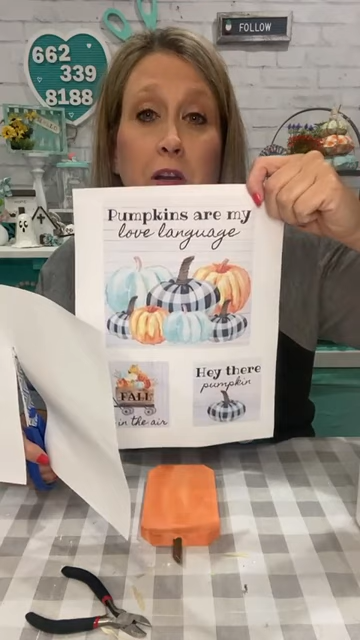 662
339
8188
FOLLOW
Pumpkins are my
love language
FALL
in the air
Hey there
pumpkin